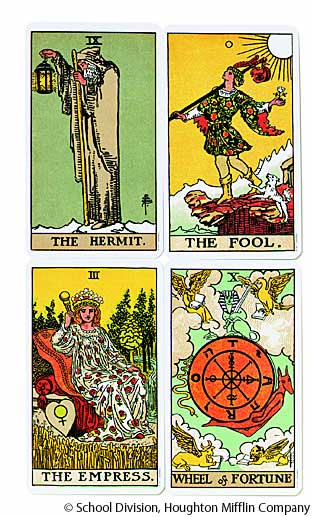 IX
THE HERMIT.
0
THE FOOL.
III
THE EMPRESS.
X
T A R O
WHEEL of FORTUNE
© School Division, Houghton Mifflin Company